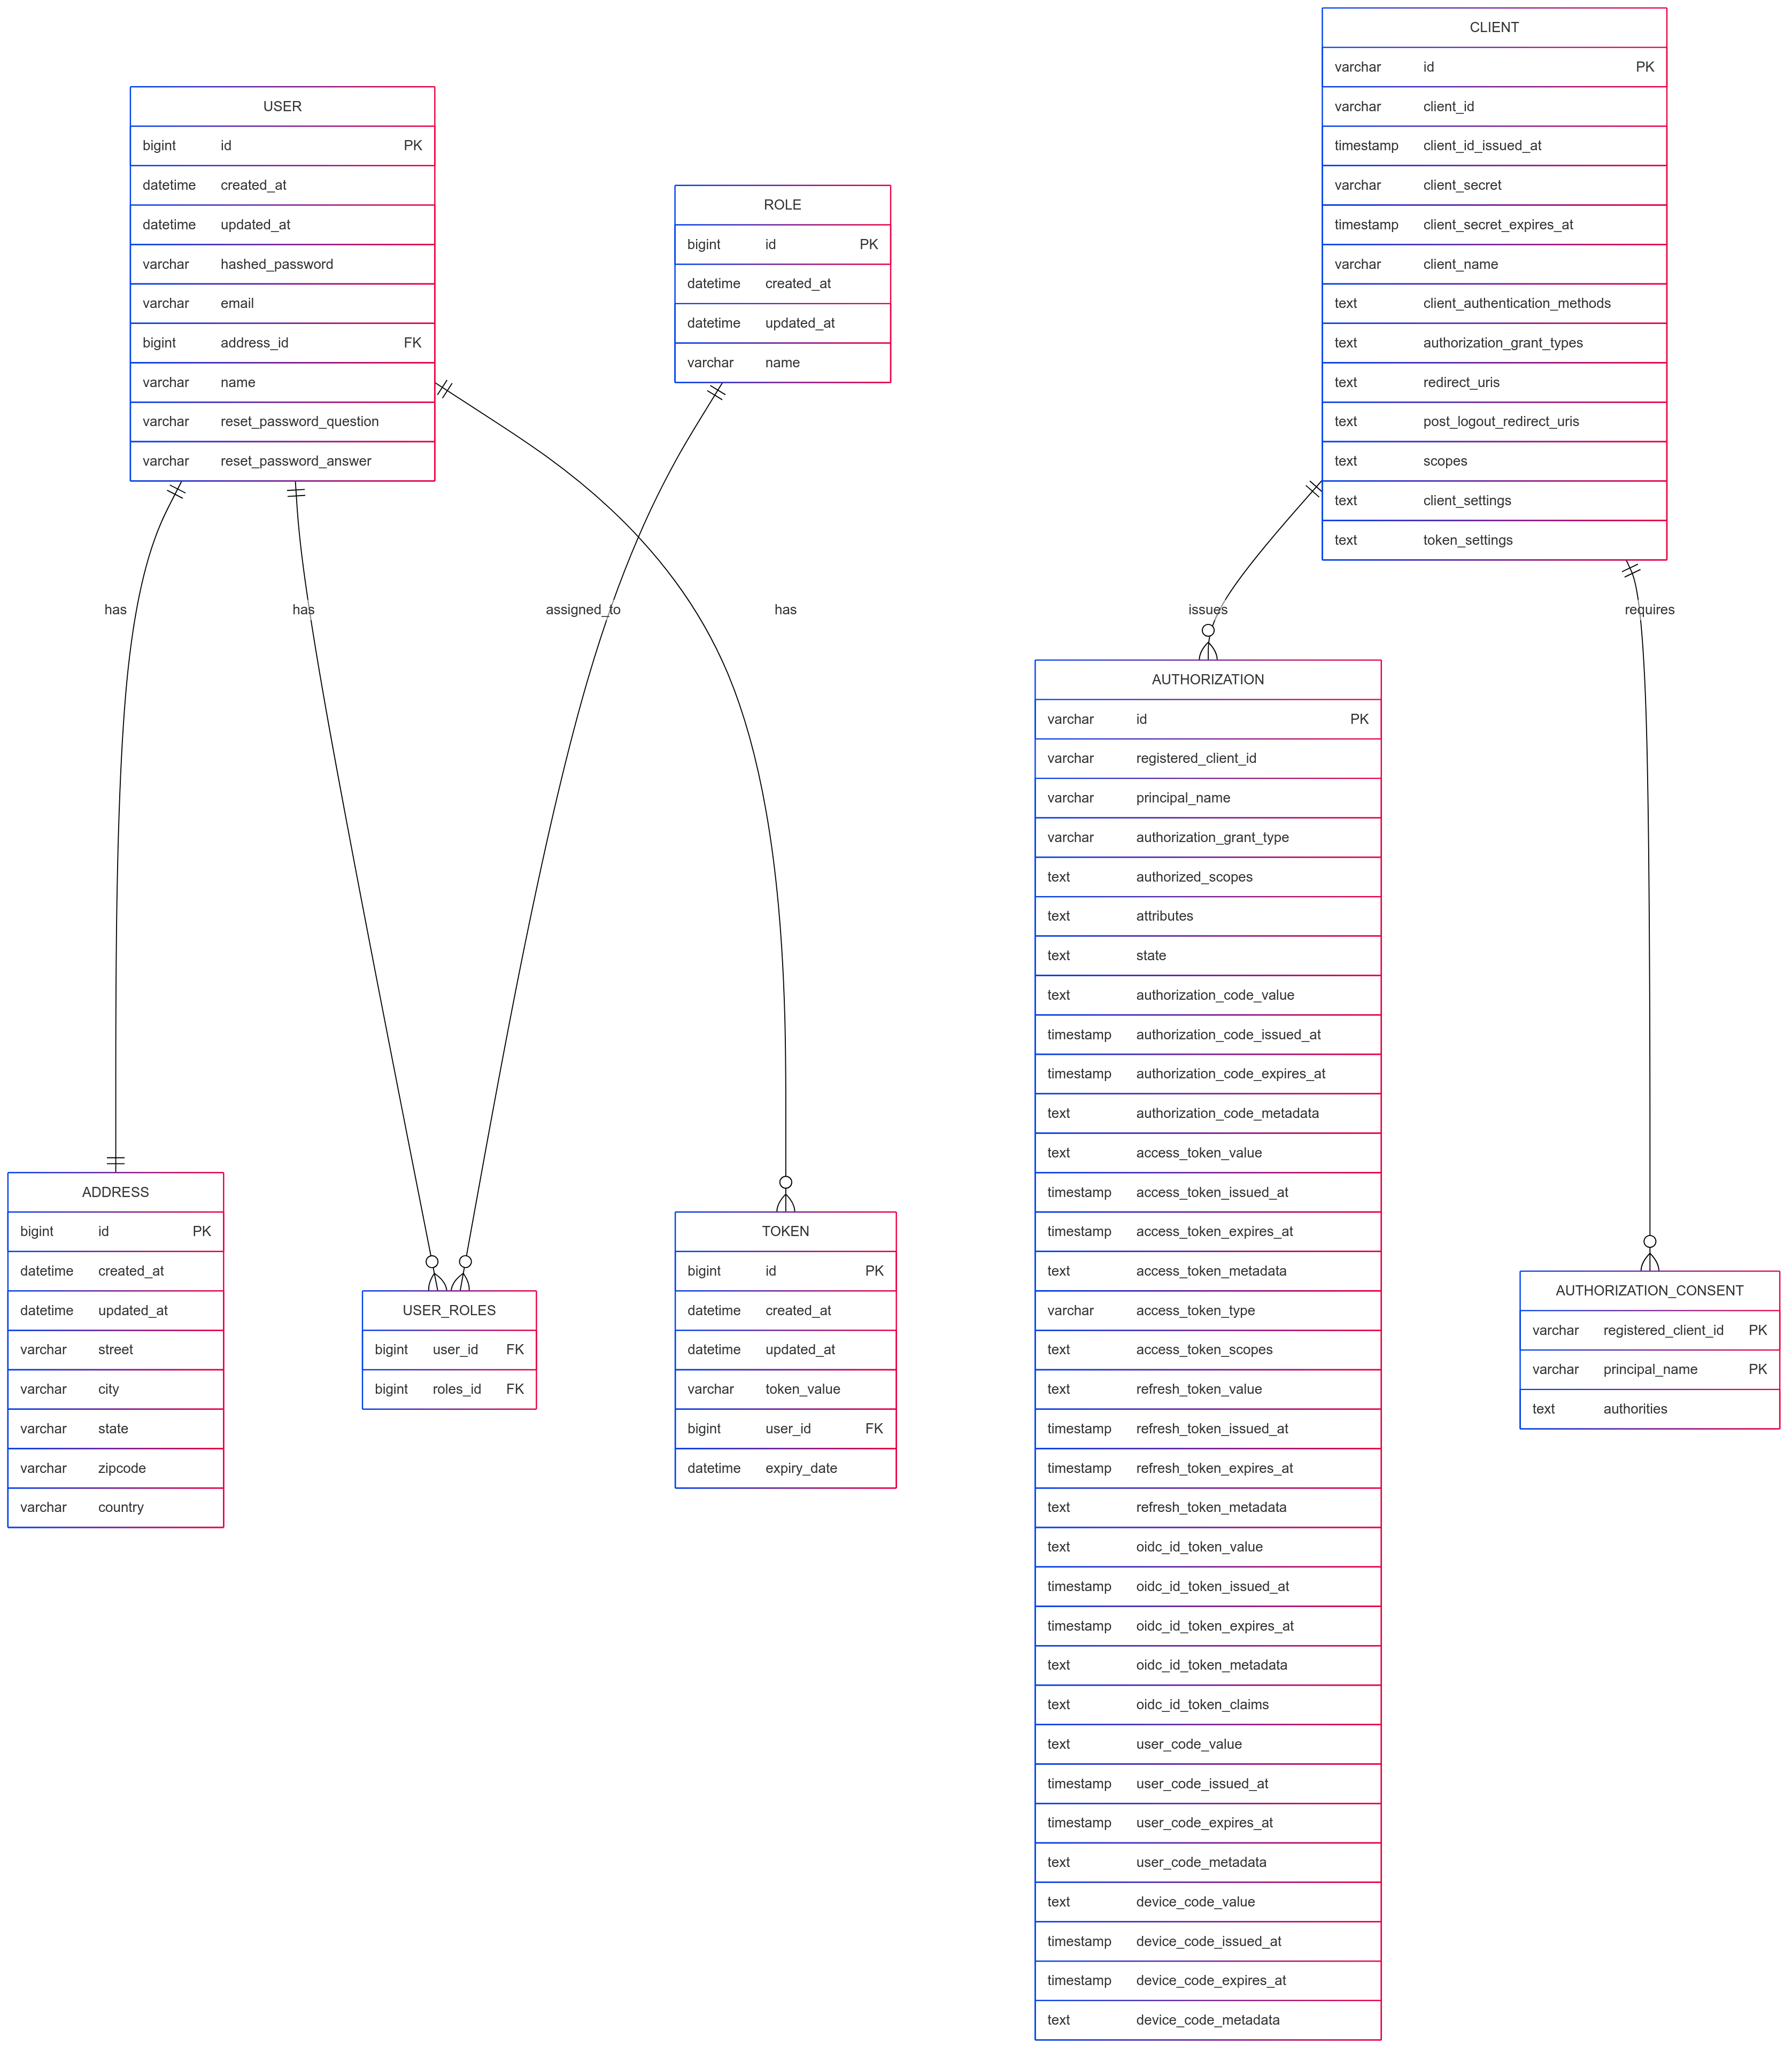 USER
bigint id PK
datetime created_at
datetime updated_at
varchar hashed_password
varchar email
bigint address_id FK
varchar name
varchar reset_password_question
varchar reset_password_answer
ROLE
bigint id PK
datetime created_at
datetime updated_at
varchar name
CLIENT
varchar id PK
varchar client_id
timestamp client_id_issued_at
varchar client_secret
timestamp client_secret_expires_at
varchar client_name
text client_authentication_methods
text authorization_grant_types
text redirect_uris
text post_logout_redirect_uris
text scopes
text client_settings
text token_settings
has
has
assigned_to
has
issues
requires
ADDRESS
bigint id PK
datetime created_at
datetime updated_at
varchar street
varchar city
varchar state
varchar zipcode
varchar country
USER_ROLES
bigint user_id FK
bigint roles_id FK
TOKEN
bigint id PK
datetime created_at
datetime updated_at
varchar token_value
bigint user_id FK
datetime expiry_date
AUTHORIZATION
varchar id PK
varchar registered_client_id
varchar principal_name
varchar authorization_grant_type
text authorized_scopes
text attributes
text state
text authorization_code_value
timestamp authorization_code_issued_at
timestamp authorization_code_expires_at
text authorization_code_metadata
text access_token_value
timestamp access_token_issued_at
timestamp access_token_expires_at
text access_token_metadata
varchar access_token_type
text access_token_scopes
text refresh_token_value
timestamp refresh_token_issued_at
timestamp refresh_token_expires_at
text refresh_token_metadata
text oidc_id_token_value
timestamp oidc_id_token_issued_at
timestamp oidc_id_token_expires_at
text oidc_id_token_metadata
text oidc_id_token_claims
text user_code_value
timestamp user_code_issued_at
timestamp user_code_expires_at
text user_code_metadata
text device_code_value
timestamp device_code_issued_at
timestamp device_code_expires_at
text device_code_metadata
AUTHORIZATION_CONSENT
varchar registered_client_id PK
varchar principal_name PK
text authorities